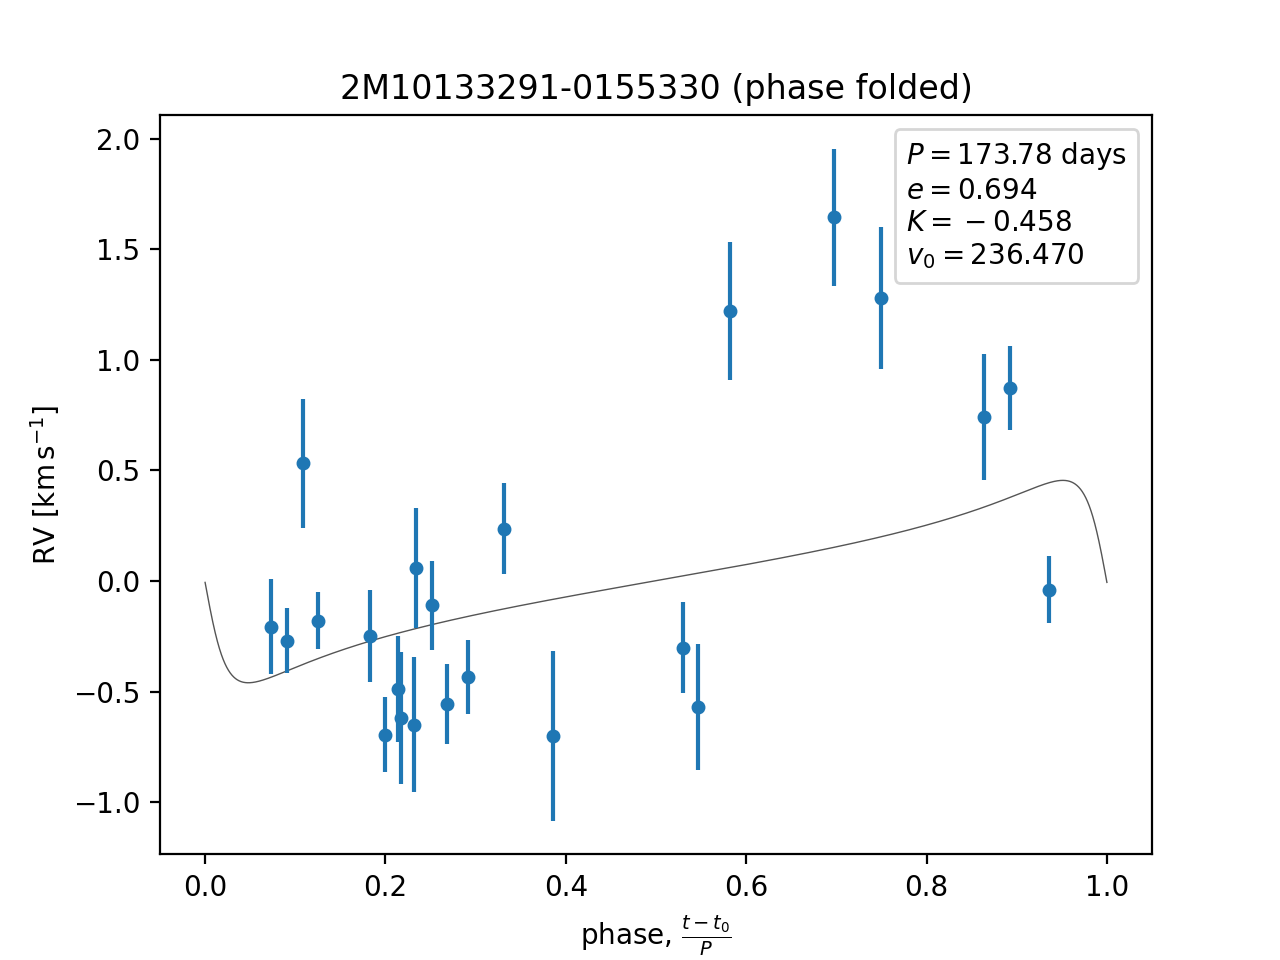 2M10133291-0155330 (phase folded)
P = 173.78 days
e = 0.694
K = −0.458
v₀ = 236.470
2.0
1.5
1.0
0.5
0.0
−0.5
−1.0
RV [km s⁻¹]
0.0 0.2 0.4 0.6 0.8 1.0
phase, (t − t₀)/P